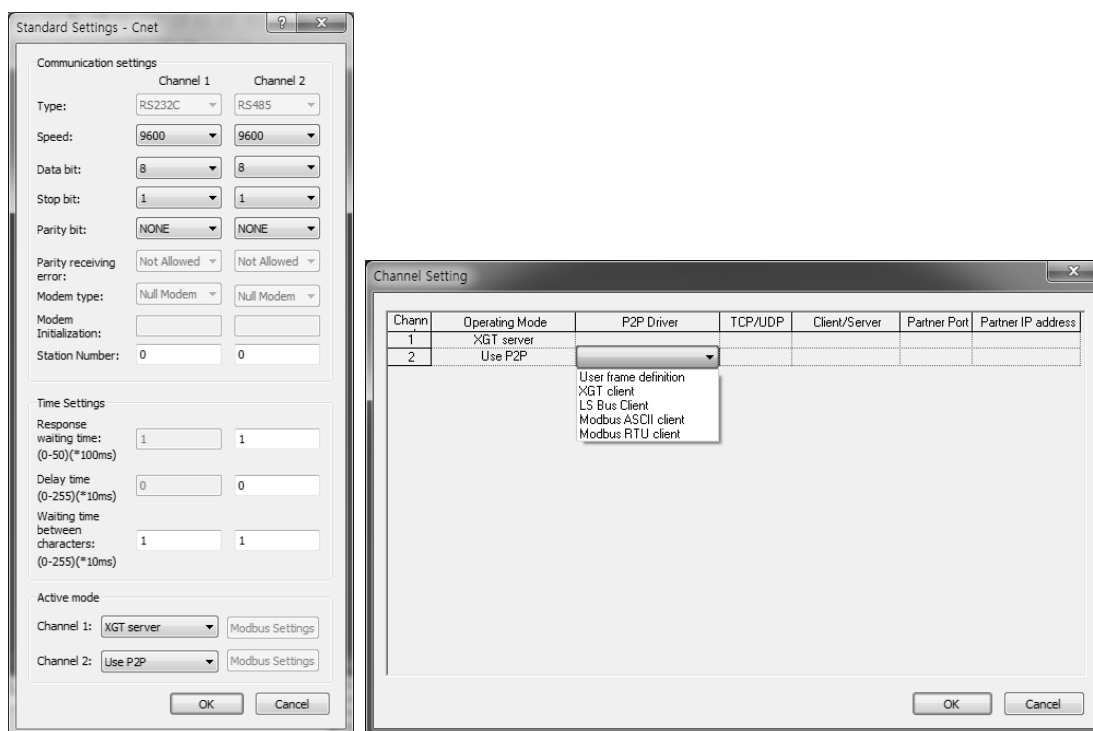 Standard Settings - Cnet
Communication settings
Channel 1 Channel 2
Type: RS232C RS485
Speed: 9600 9600
Data bit: 8 8
Stop bit: 1 1
Parity bit: NONE NONE
Parity receiving error: Not Allowed Not Allowed
Modem type: Null Modem Null Modem
Modem Initialization:
Station Number: 0 0
Time Settings
Response waiting time: (0-50)(*100ms) 1 1
Delay time (0-255)(*10ms) 0 0
Waiting time between characters: (0-255)(*10ms) 1 1
Active mode
Channel 1: XGT server Modbus Settings
Channel 2: Use P2P Modbus Settings
OK Cancel
Channel Setting
Chann Operating Mode P2P Driver TCP/UDP Client/Server Partner Port Partner IP address
1 XGT server
2 Use P2P
User frame definition
XGT client
LS Bus Client
Modbus ASCII client
Modbus RTU client
OK Cancel